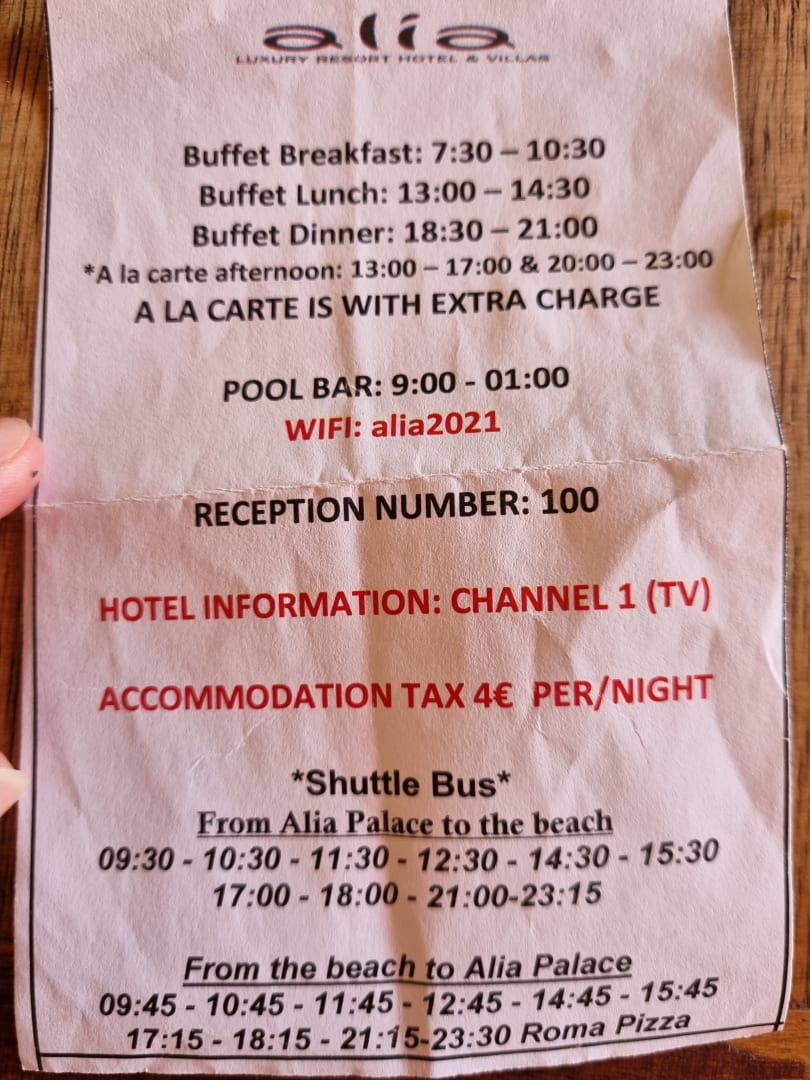 alia
LUXURY RESORT HOTEL & VILLAS
Buffet Breakfast: 7:30 – 10:30
Buffet Lunch: 13:00 – 14:30
Buffet Dinner: 18:30 – 21:00
*A la carte afternoon: 13:00 – 17:00 & 20:00 – 23:00
A LA CARTE IS WITH EXTRA CHARGE
POOL BAR: 9:00 - 01:00
WIFI: alia2021
RECEPTION NUMBER: 100
HOTEL INFORMATION: CHANNEL 1 (TV)
ACCOMMODATION TAX 4€ PER/NIGHT
*Shuttle Bus*
From Alia Palace to the beach
09:30 - 10:30 - 11:30 - 12:30 - 14:30 - 15:30
17:00 - 18:00 - 21:00-23:15
From the beach to Alia Palace
09:45 - 10:45 - 11:45 - 12:45 - 14:45 - 15:45
17:15 - 18:15 - 21:15-23:30 Roma Pizza